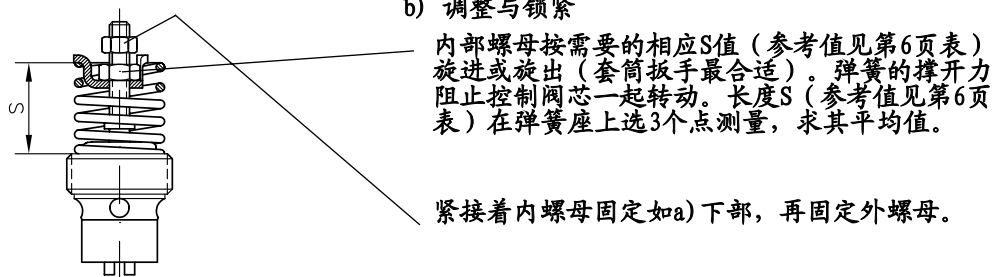 b) 调整与锁紧
内部螺母按需要的相应S值（参考值见第6页表）
旋进或旋出（套筒扳手最合适）。弹簧的撑开力
阻止控制阀芯一起转动。长度S（参考值见第6页
表）在弹簧座上选3个点测量，求其平均值。
S
紧接着内螺母固定如a)下部，再固定外螺母。